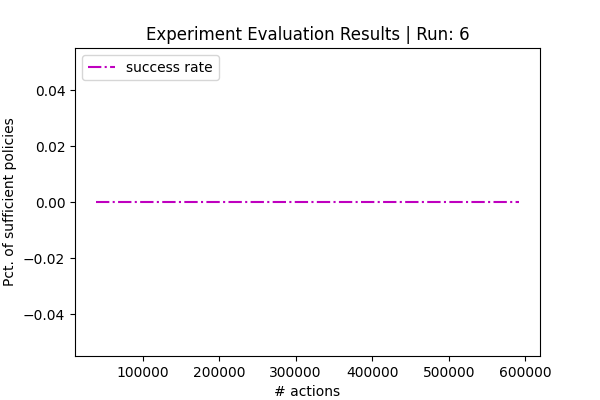 Experiment Evaluation Results | Run: 6
success rate
Pct. of sufficient policies
0.04
0.02
0.00
−0.02
−0.04
100000 200000 300000 400000 500000 600000
# actions